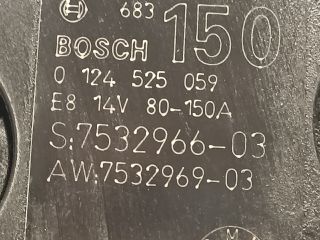 683 150
BOSCH
0 124 525 059
E8 14V 80-150A
S:7532966-03
AW:7532969-03
M